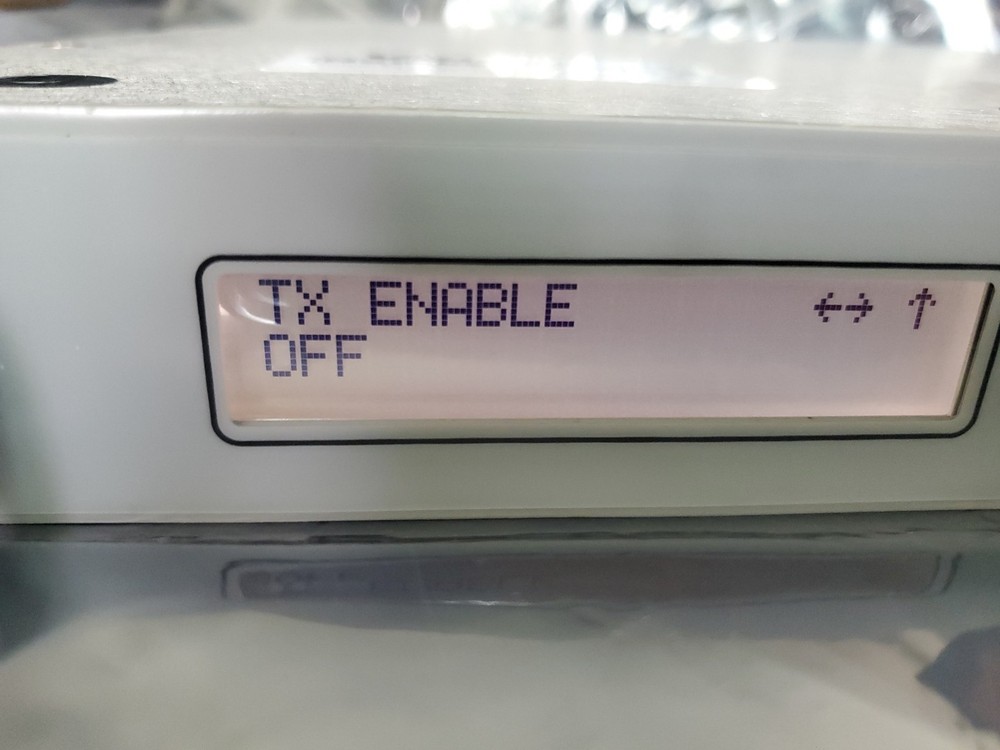 TX ENABLE ↔ ↑
OFF